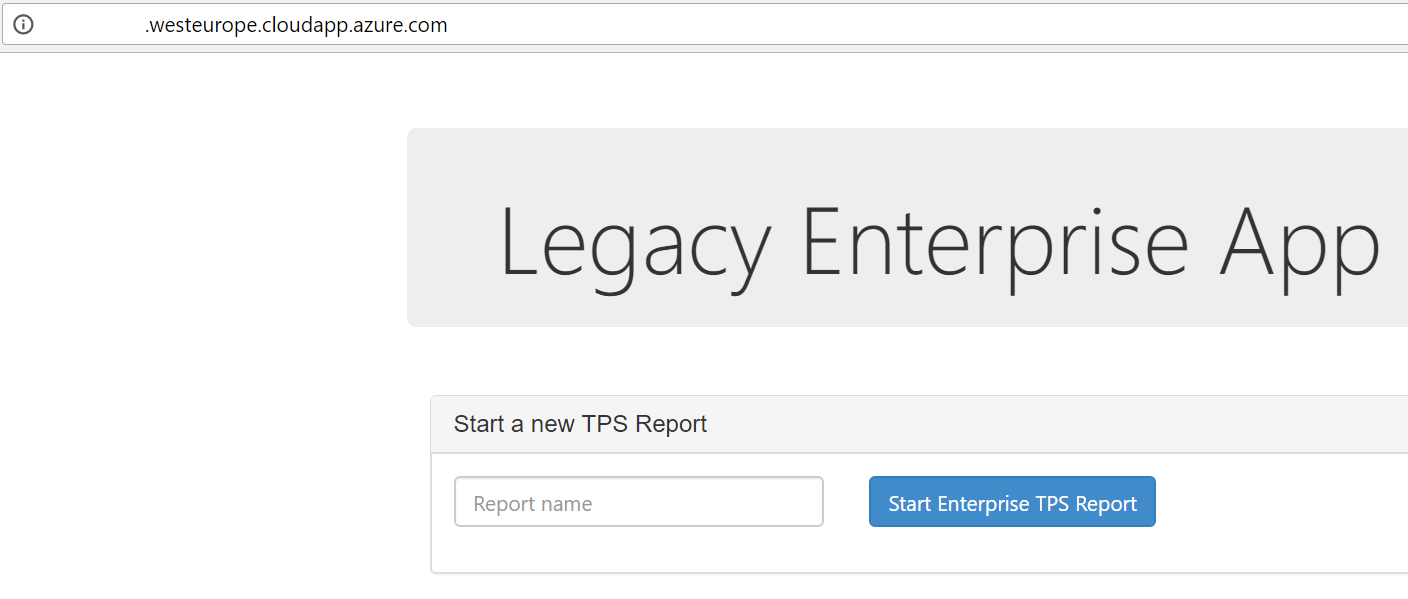 .westeurope.cloudapp.azure.com
Legacy Enterprise App
Start a new TPS Report
Report name
Start Enterprise TPS Report